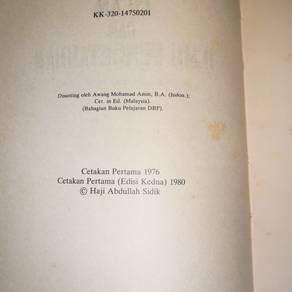 KK-320-14750201
Disunting oleh Awang Mohamad Amin, B.A. (Indon.);
Cer. in Ed. (Malaysia).
(Bahagian Buku Pelajaran DBP).
Cetakan Pertama 1976
Cetakan Pertama (Edisi Kedua) 1980
© Haji Abdullah Sidik